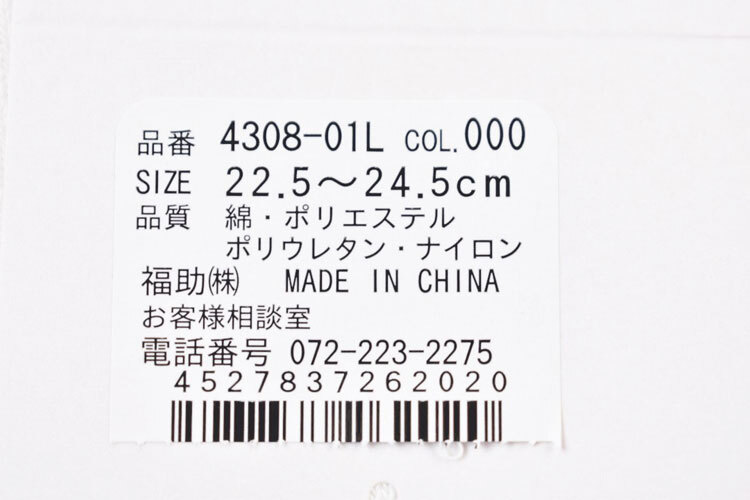 品番 4308-01L COL.000
SIZE 22.5～24.5cm
品質 綿・ポリエステル
ポリウレタン・ナイロン
福助㈱ MADE IN CHINA
お客様相談室
電話番号 072-223-2275
4527837262020